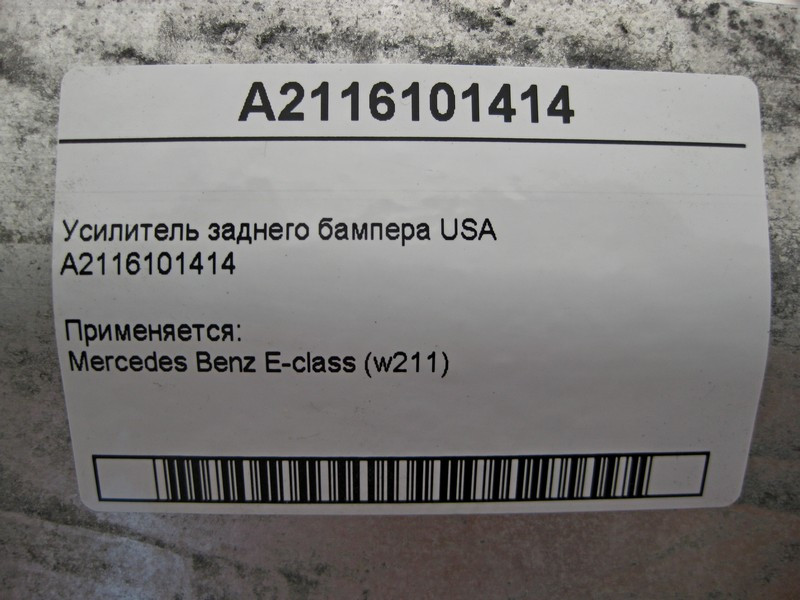 A2116101414
Усилитель заднего бампера USA
A2116101414
Применяется:
Mercedes Benz E-class (w211)